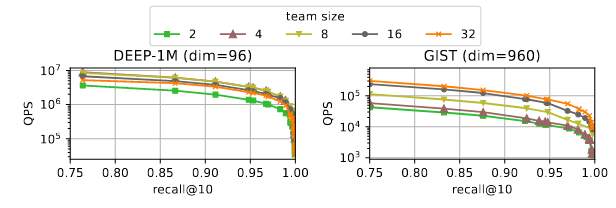 team size
2 4 8 16 32
DEEP-1M (dim=96)
QPS
10^7
10^6
10^5
0.75 0.80 0.85 0.90 0.95 1.00
recall@10
GIST (dim=960)
QPS
10^5
10^4
10^3
0.75 0.80 0.85 0.90 0.95 1.00
recall@10